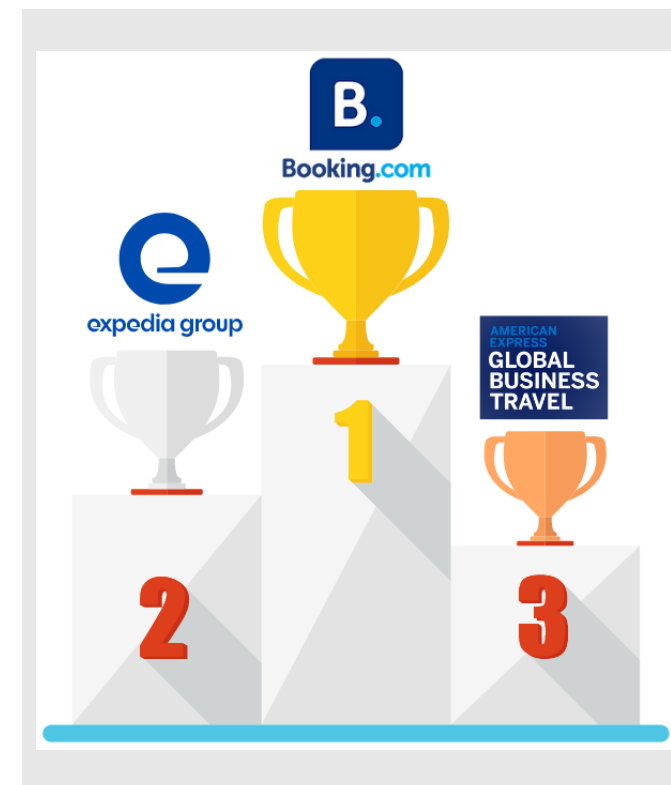 B.
Booking.com
expedia group
AMERICAN
EXPRESS
GLOBAL
BUSINESS
TRAVEL
1
2
3